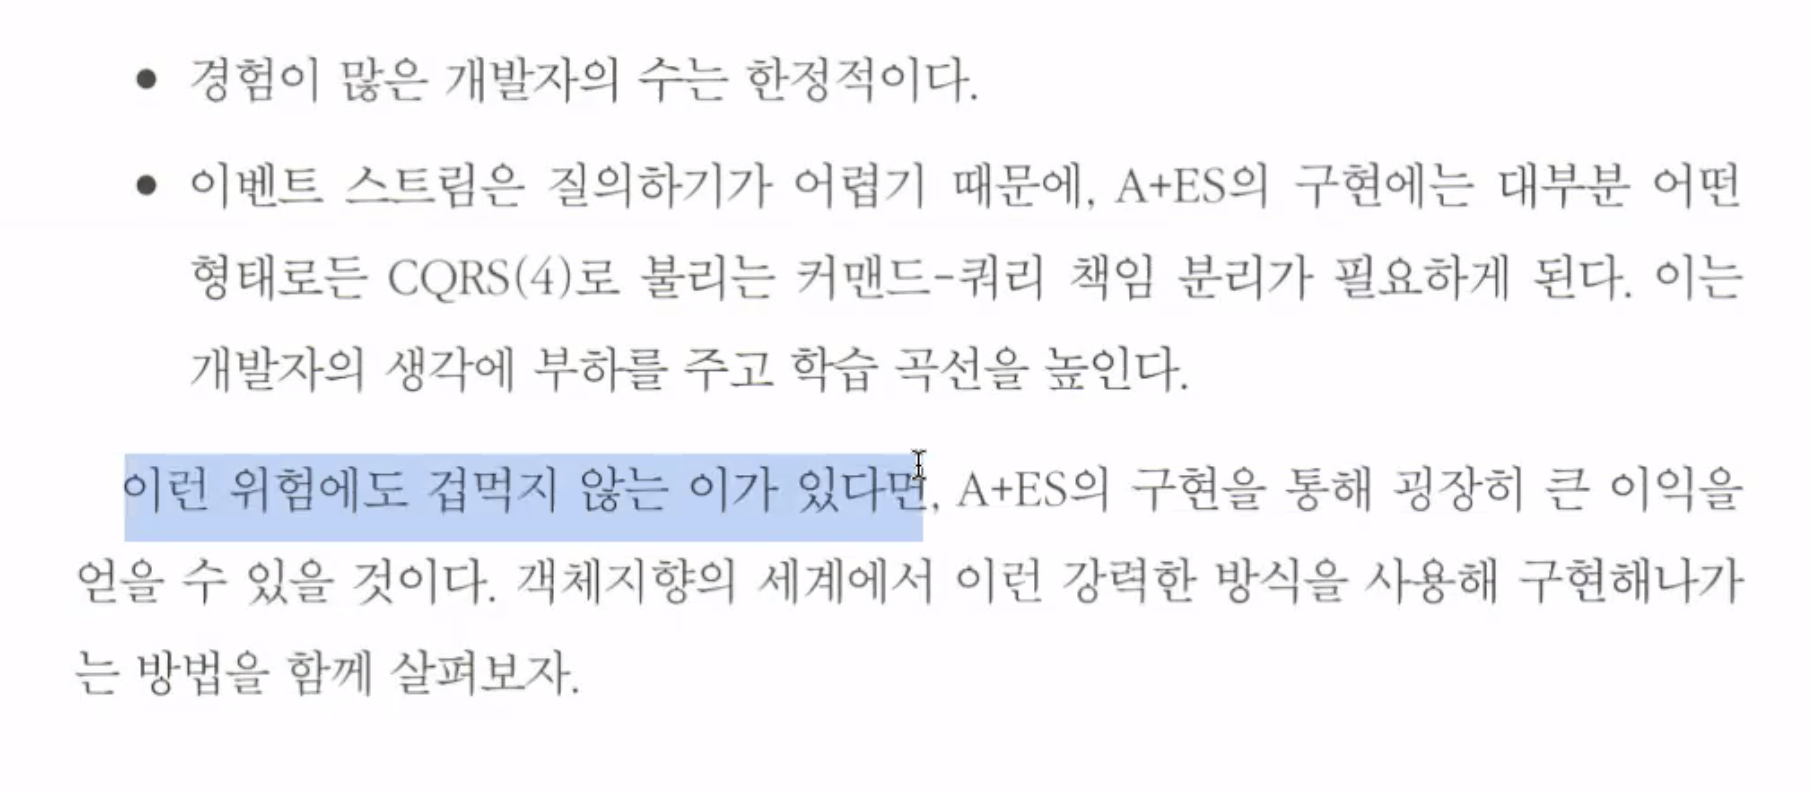 ● 경험이 많은 개발자의 수는 한정적이다.
● 이벤트 스트림은 질의하기가 어렵기 때문에, A+ES의 구현에는 대부분 어떤
형태로든 CQRS(4)로 불리는 커맨드-쿼리 책임 분리가 필요하게 된다. 이는
개발자의 생각에 부하를 주고 학습 곡선을 높인다.
이런 위험에도 겁먹지 않는 이가 있다면, A+ES의 구현을 통해 굉장히 큰 이익을
얻을 수 있을 것이다. 객체지향의 세계에서 이런 강력한 방식을 사용해 구현해나가
는 방법을 함께 살펴보자.